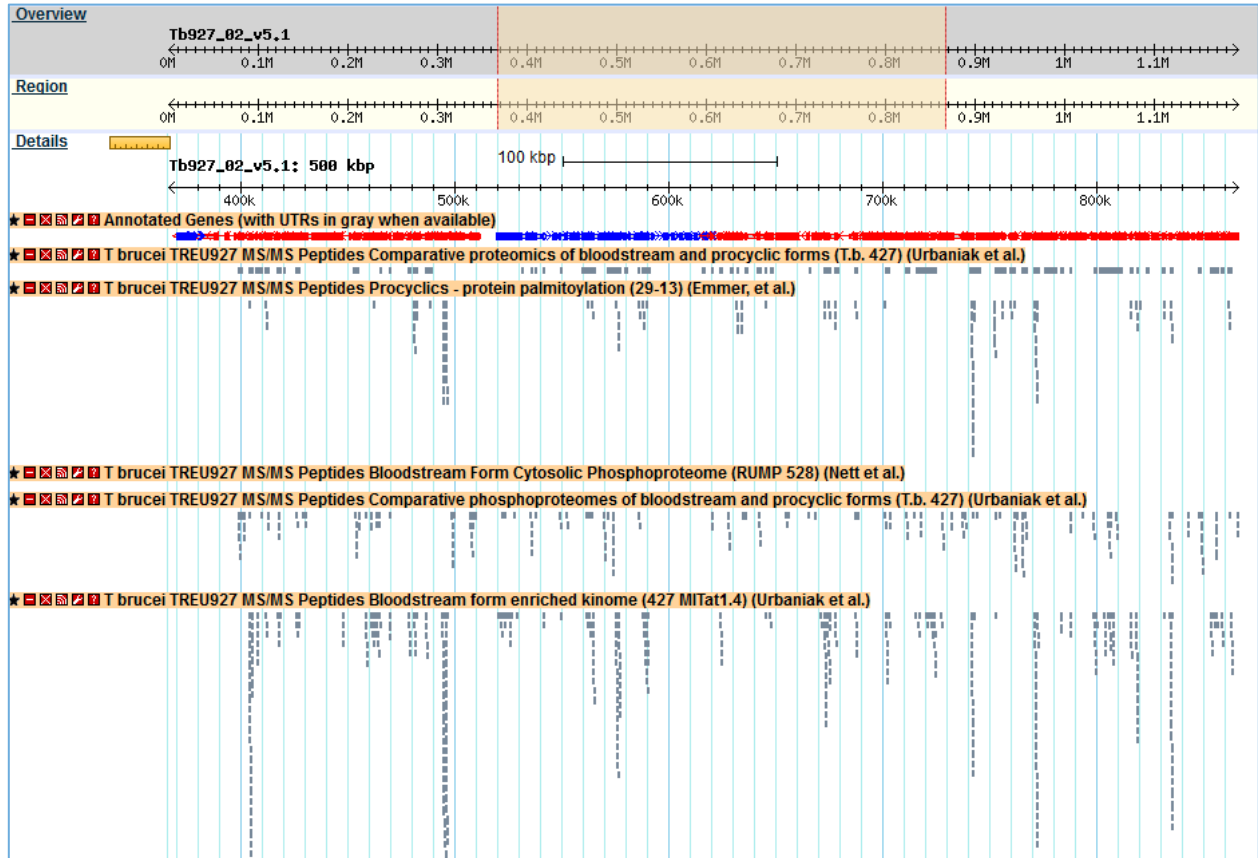 Overview
Tb927_02_v5.1
0M 0.1M 0.2M 0.3M 0.4M 0.5M 0.6M 0.7M 0.8M 0.9M 1M 1.1M
Region
0M 0.1M 0.2M 0.3M 0.4M 0.5M 0.6M 0.7M 0.8M 0.9M 1M 1.1M
Details
100 kbp
Tb927_02_v5.1: 500 kbp
400k 500k 600k 700k 800k
Annotated Genes (with UTRs in gray when available)
T brucei TREU927 MS/MS Peptides Comparative proteomics of bloodstream and procyclic forms (T.b. 427) (Urbaniak et al.)
T brucei TREU927 MS/MS Peptides Procyclics - protein palmitoylation (29-13) (Emmer, et al.)
T brucei TREU927 MS/MS Peptides Bloodstream Form Cytosolic Phosphoproteome (RUMP 528) (Nett et al.)
T brucei TREU927 MS/MS Peptides Comparative phosphoproteomes of bloodstream and procyclic forms (T.b. 427) (Urbaniak et al.)
T brucei TREU927 MS/MS Peptides Bloodstream form enriched kinome (427 MITat1.4) (Urbaniak et al.)